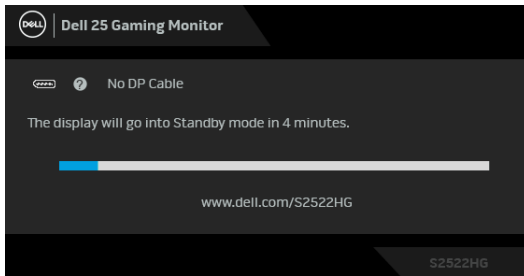 DELL
Dell 25 Gaming Monitor
? No DP Cable
The display will go into Standby mode in 4 minutes.
www.dell.com/S2522HG
S2522HG